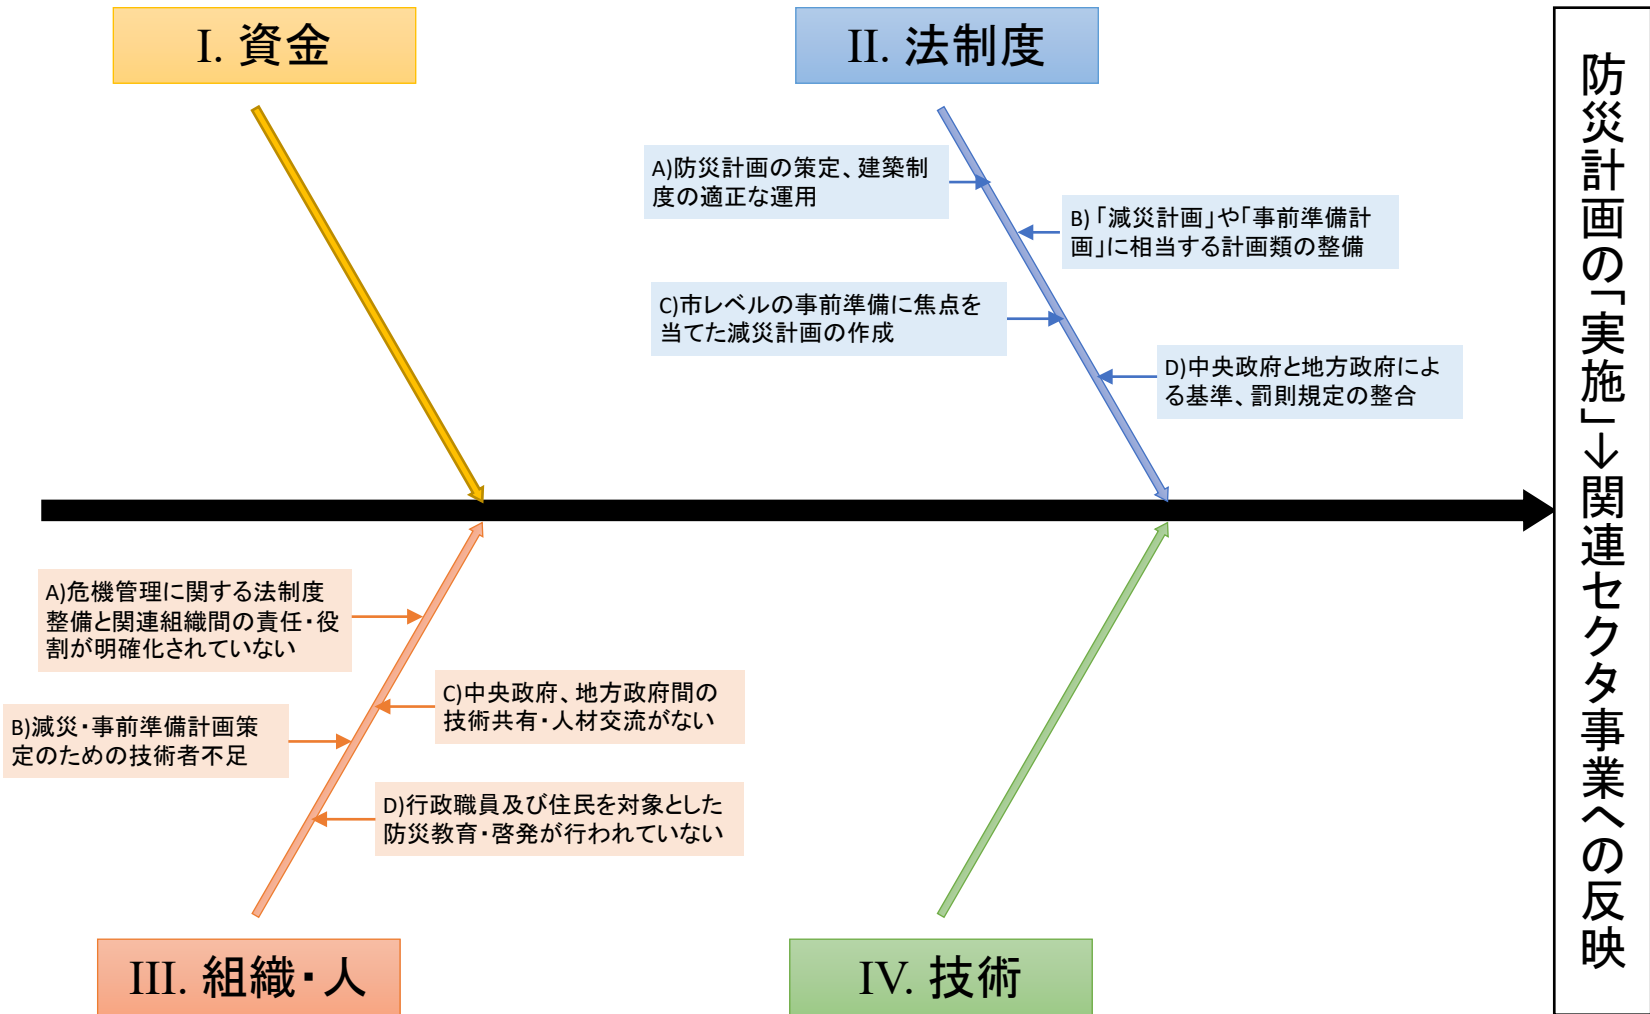 I. 資金
II. 法制度
A)防災計画の策定、建築制
度の適正な運用
B)「減災計画」や「事前準備計
画」に相当する計画類の整備
C)市レベルの事前準備に焦点を
当てた減災計画の作成
D)中央政府と地方政府によ
る基準、罰則規定の整合
A)危機管理に関する法制度
整備と関連組織間の責任・役
割が明確化されていない
B)減災・事前準備計画策
定のための技術者不足
C)中央政府、地方政府間の
技術共有・人材交流がない
D)行政職員及び住民を対象とした
防災教育・啓発が行われていない
III. 組織・人
IV. 技術
防災計画の「実施」→関連セクタ事業への反映